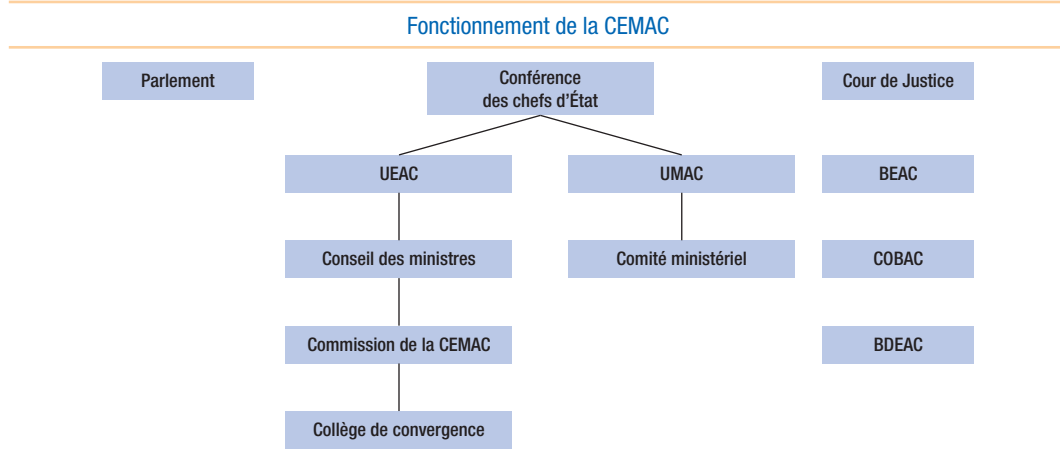 Fonctionnement de la CEMAC
Parlement
Conférence
des chefs d'État
Cour de Justice
UEAC
UMAC
BEAC
Conseil des ministres
Comité ministériel
COBAC
Commission de la CEMAC
BDEAC
Collège de convergence